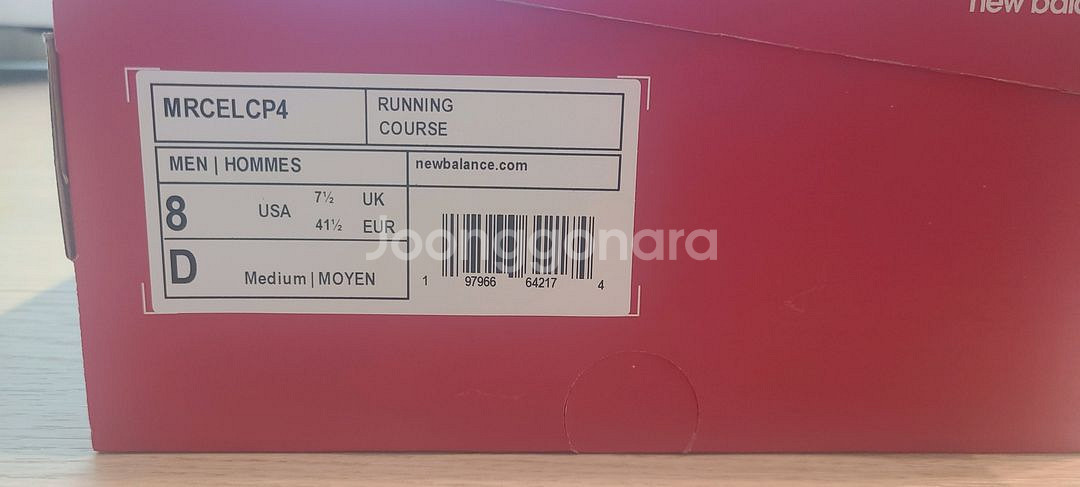 new bala
MRCELCP4
RUNNING
COURSE
MEN | HOMMES
newbalance.com
8 USA 7½ UK
41½ EUR
D Medium | MOYEN
1 97966 64217 4
Joonggonara